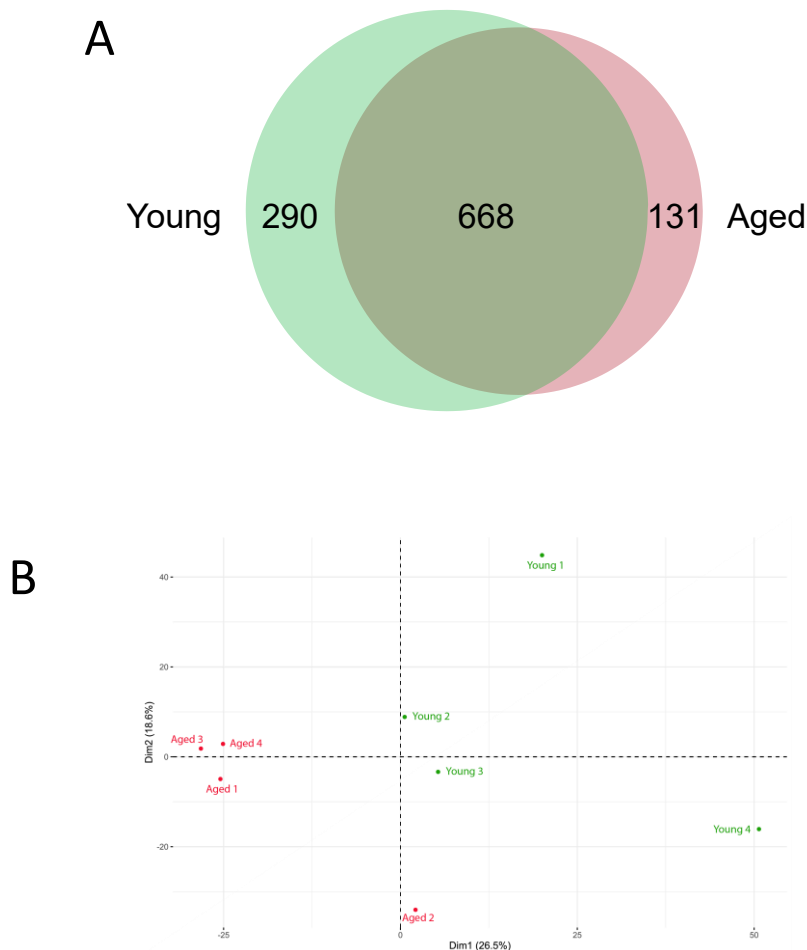 A
Young 290 668 131 Aged
B
Young 1
40
20
Young 2
Aged 3
Aged 4
0
Young 3
Aged 1
Young 4
-20
Aged 2
Dim2 (18.6%)
-25 0 25 50
Dim1 (26.5%)